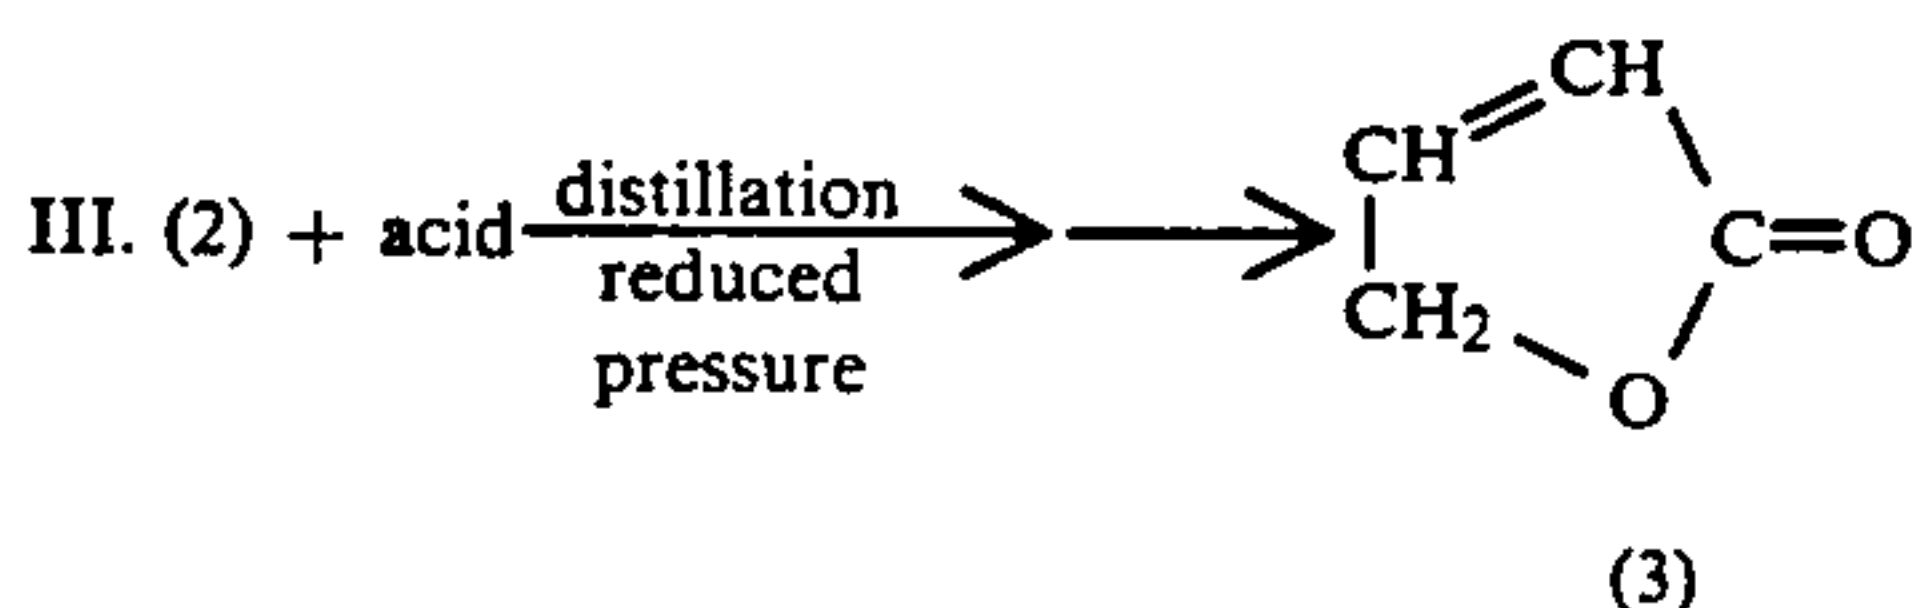 CH
CH
distillation
III. (2) + acid
C=O
reduced
CH₂
pressure
O
(3)